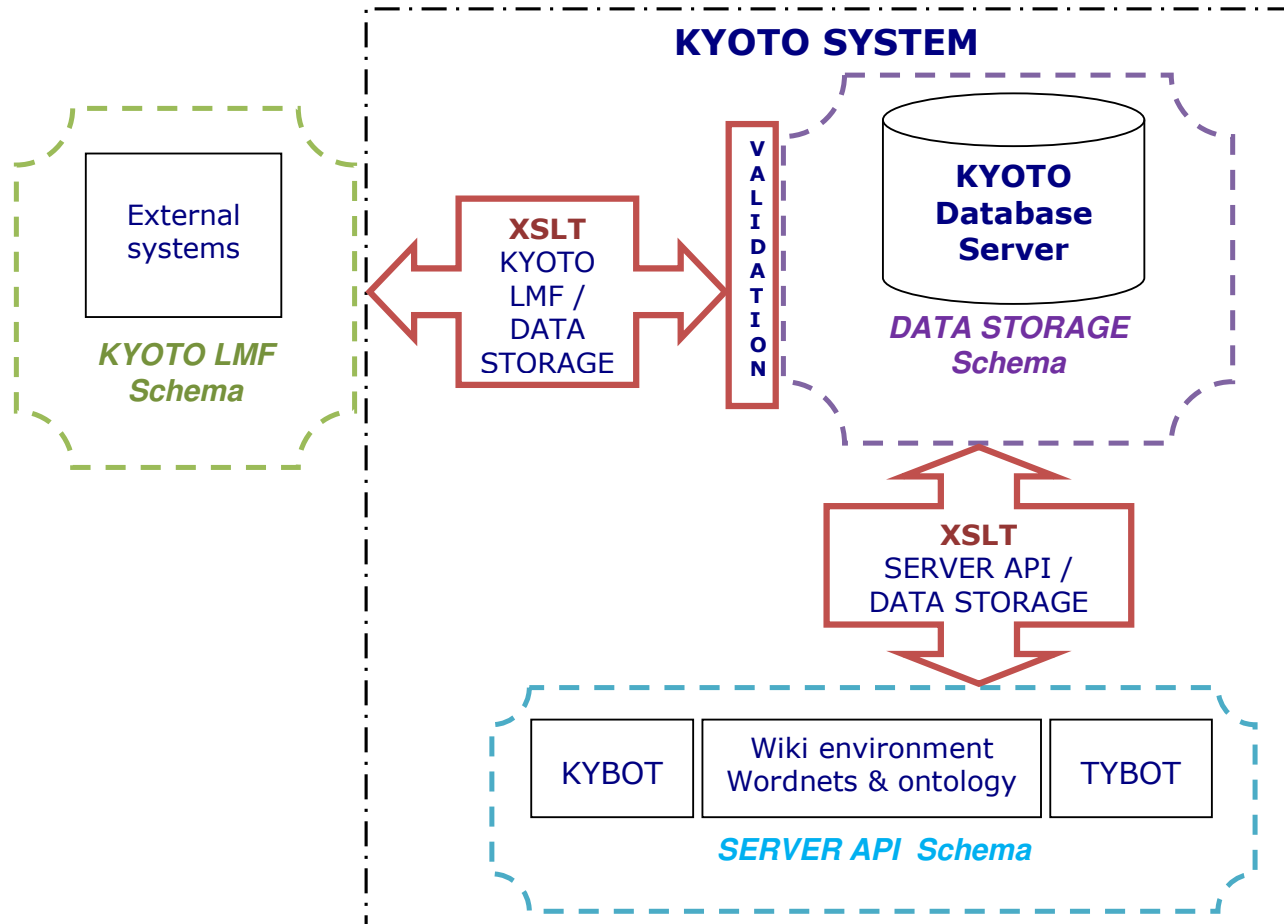 KYOTO SYSTEM
External
systems
KYOTO LMF
Schema
XSLT
KYOTO
LMF /
DATA
STORAGE
VALIDATION
KYOTO
Database
Server
DATA STORAGE
Schema
XSLT
SERVER API /
DATA STORAGE
KYBOT
Wiki environment
Wordnets & ontology
TYBOT
SERVER API Schema